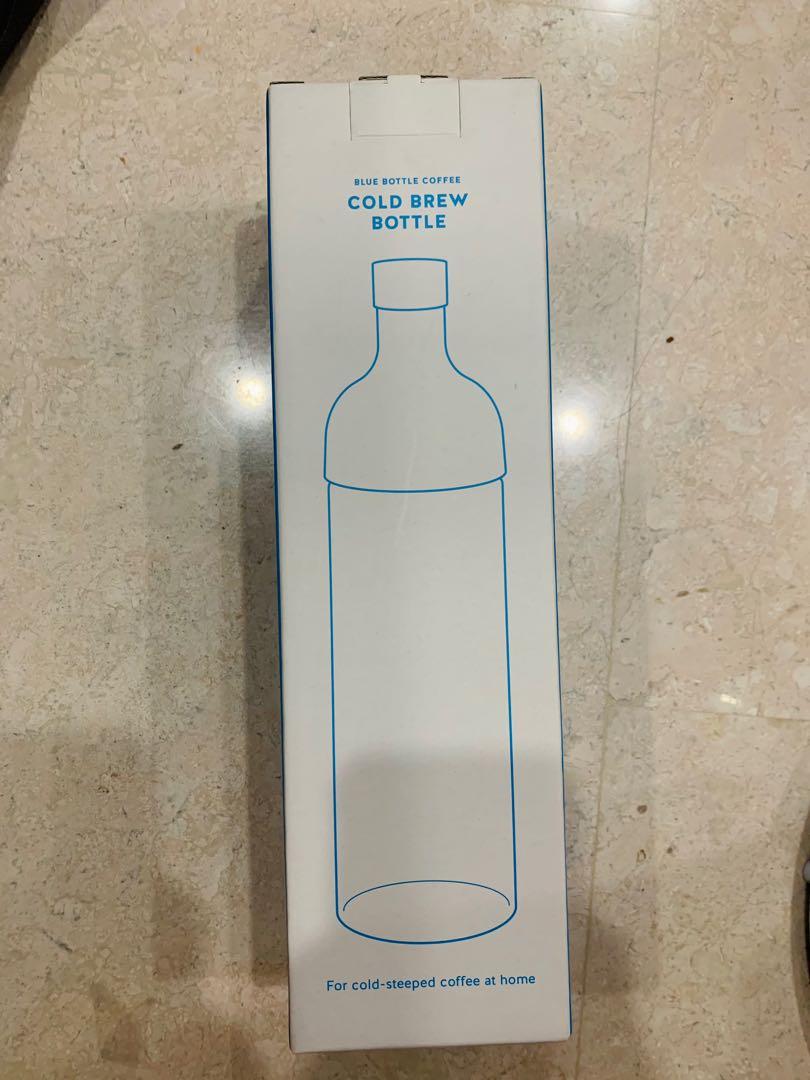 BLUE BOTTLE COFFEE
COLD BREW
BOTTLE
For cold-steeped coffee at home